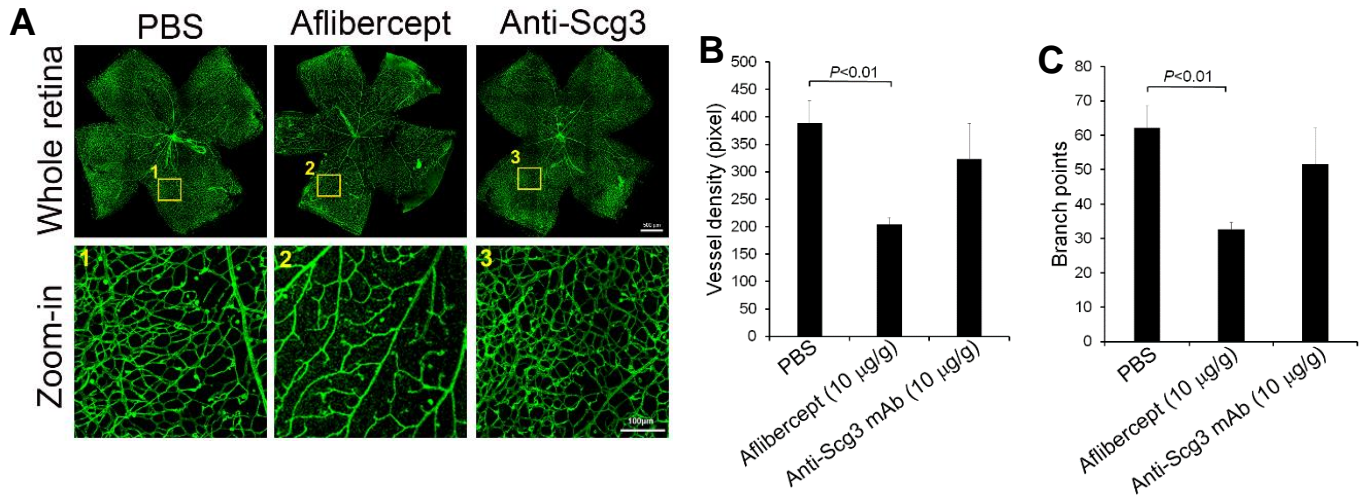 A
PBS
Aflibercept
Anti-Scg3
Whole retina
1
2
3
500 µm
Zoom-in
1
2
3
100µm
B
P<0.01
Vessel density (pixel)
500
450
400
350
300
250
200
150
100
50
0
PBS
Aflibercept (10 µg/g)
Anti-Scg3 mAb (10 µg/g)
C
P<0.01
Branch points
80
70
60
50
40
30
20
10
0
PBS
Aflibercept (10 µg/g)
Anti-Scg3 mAb (10 µg/g)